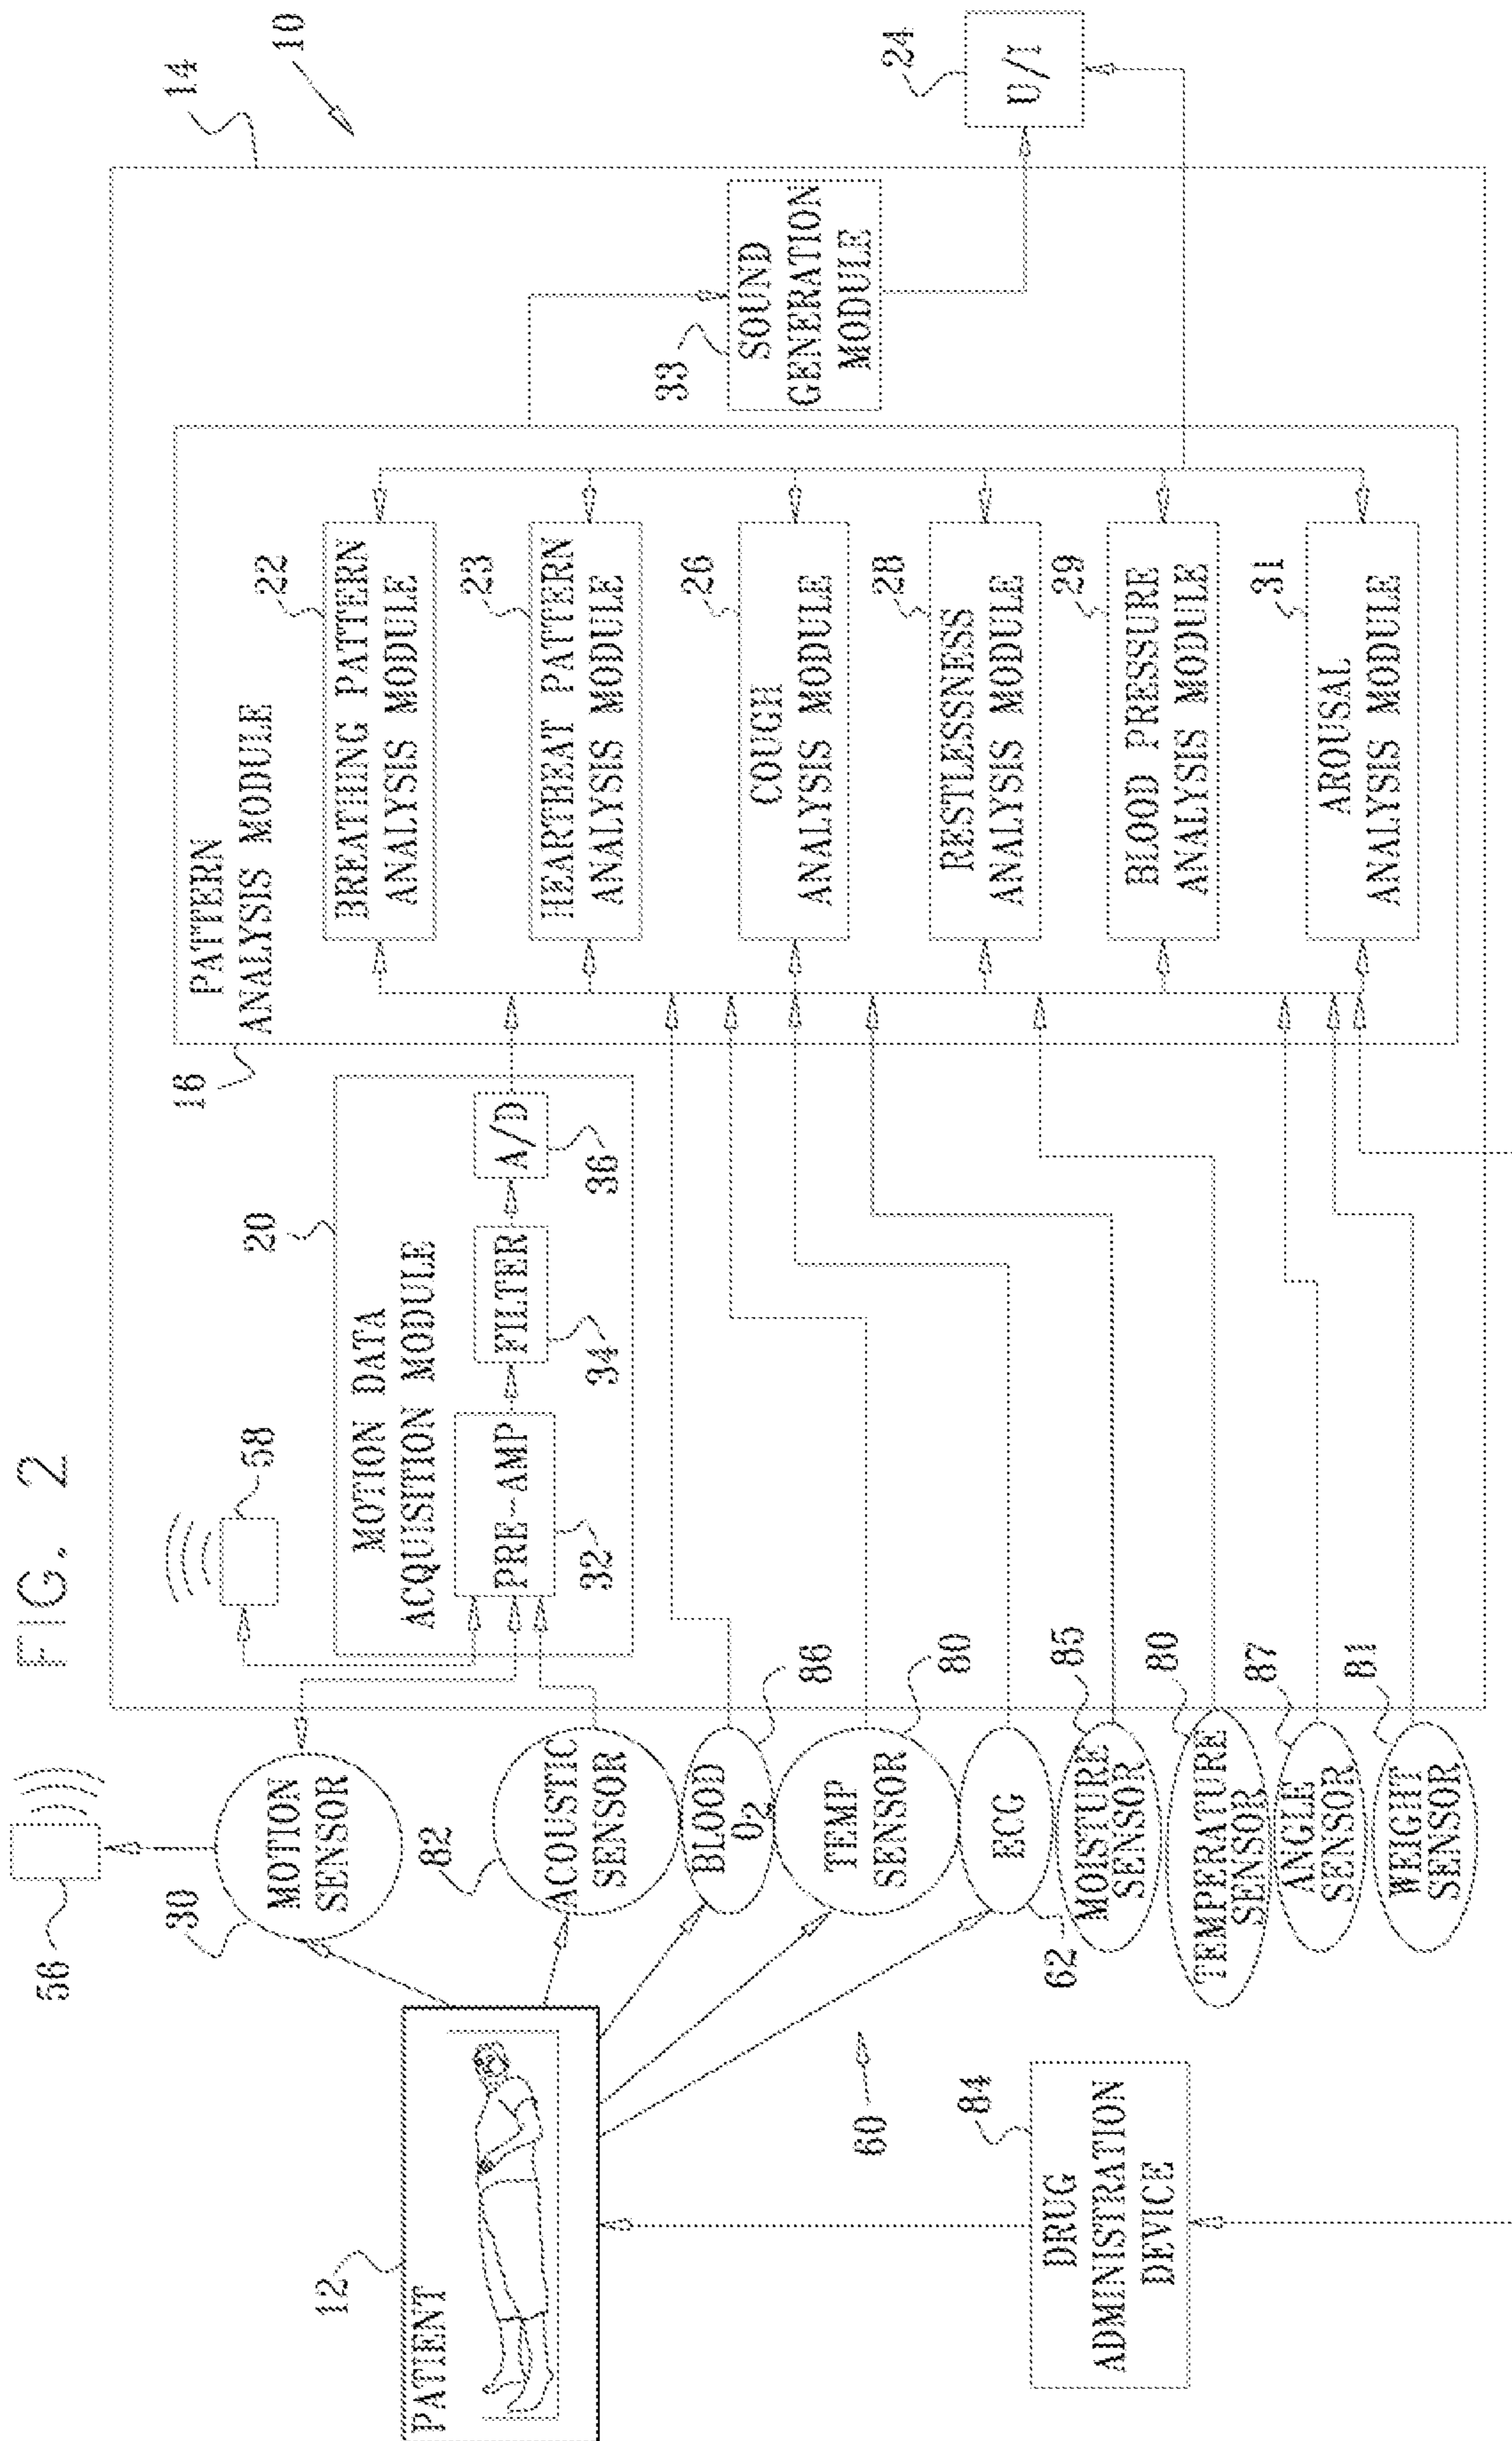 FIG. 2
10
14
56
58
20
16
PATTERN
ANALYSIS MODULE
22
BREATHING PATTERN
ANALYSIS MODULE
23
HEARTBEAT PATTERN
ANALYSIS MODULE
26
COUGH
ANALYSIS MODULE
28
RESTLESSNESS
ANALYSIS MODULE
29
BLOOD PRESSURE
ANALYSIS MODULE
31
AROUSAL
ANALYSIS MODULE
33
SOUND
GENERATION
MODULE
24
U/I
MOTION DATA
ACQUISITION MODULE
PRE-AMP
32
FILTER
34
A/D
36
30
MOTION
SENSOR
82
ACOUSTIC
SENSOR
BLOOD
O2
86
TEMP
SENSOR
80
ECG
62
MOISTURE
SENSOR
85
TEMPERATURE
SENSOR
80
ANGLE
SENSOR
87
WEIGHT
SENSOR
81
12
PATIENT
60
84
DRUG
ADMINISTRATION
DEVICE